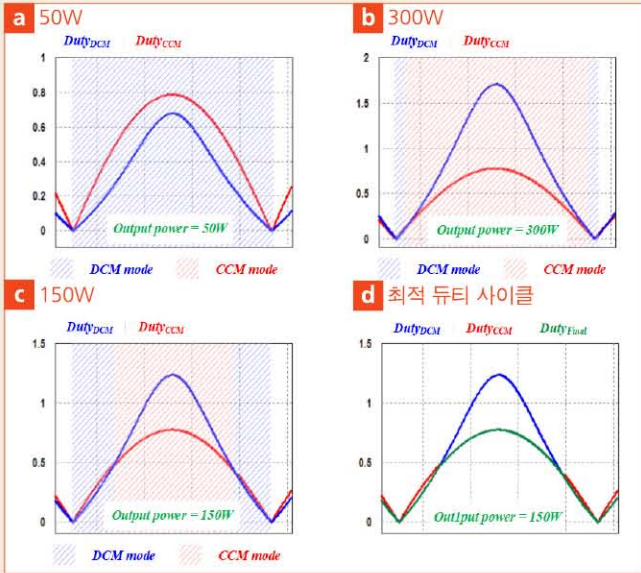 a 50W
Duty_DCM Duty_CCM
1
0.8
0.6
0.4
0.2
0
Output power = 50W
DCM mode CCM mode
b 300W
Duty_DCM Duty_CCM
2
1.5
1
0.5
0
Output power = 300W
DCM mode CCM mode
c 150W
Duty_DCM Duty_CCM
1.5
1
0.5
0
Output power = 150W
DCM mode CCM mode
d 최적 듀티 사이클
Duty_DCM Duty_CCM Duty_Final
1.5
1
0.5
0
Out1put power = 150W